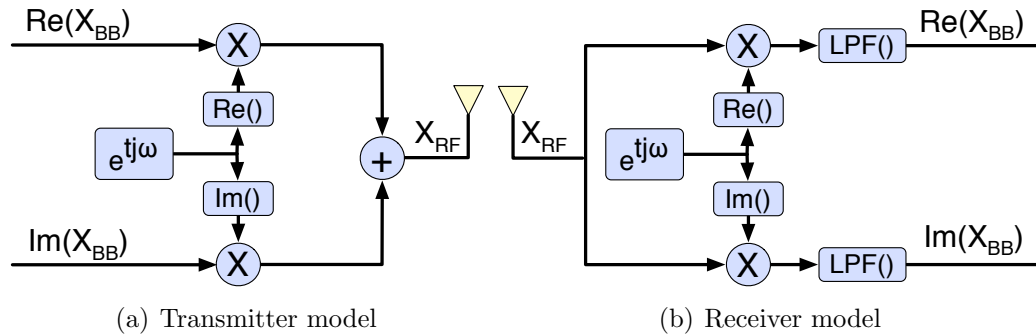 Re(X_BB)
X
Re()
e^tjω
Im()
Im(X_BB)
X
+
X_RF
(a) Transmitter model
X_RF
X
LPF()
Re(X_BB)
Re()
e^tjω
Im()
X
LPF()
Im(X_BB)
(b) Receiver model